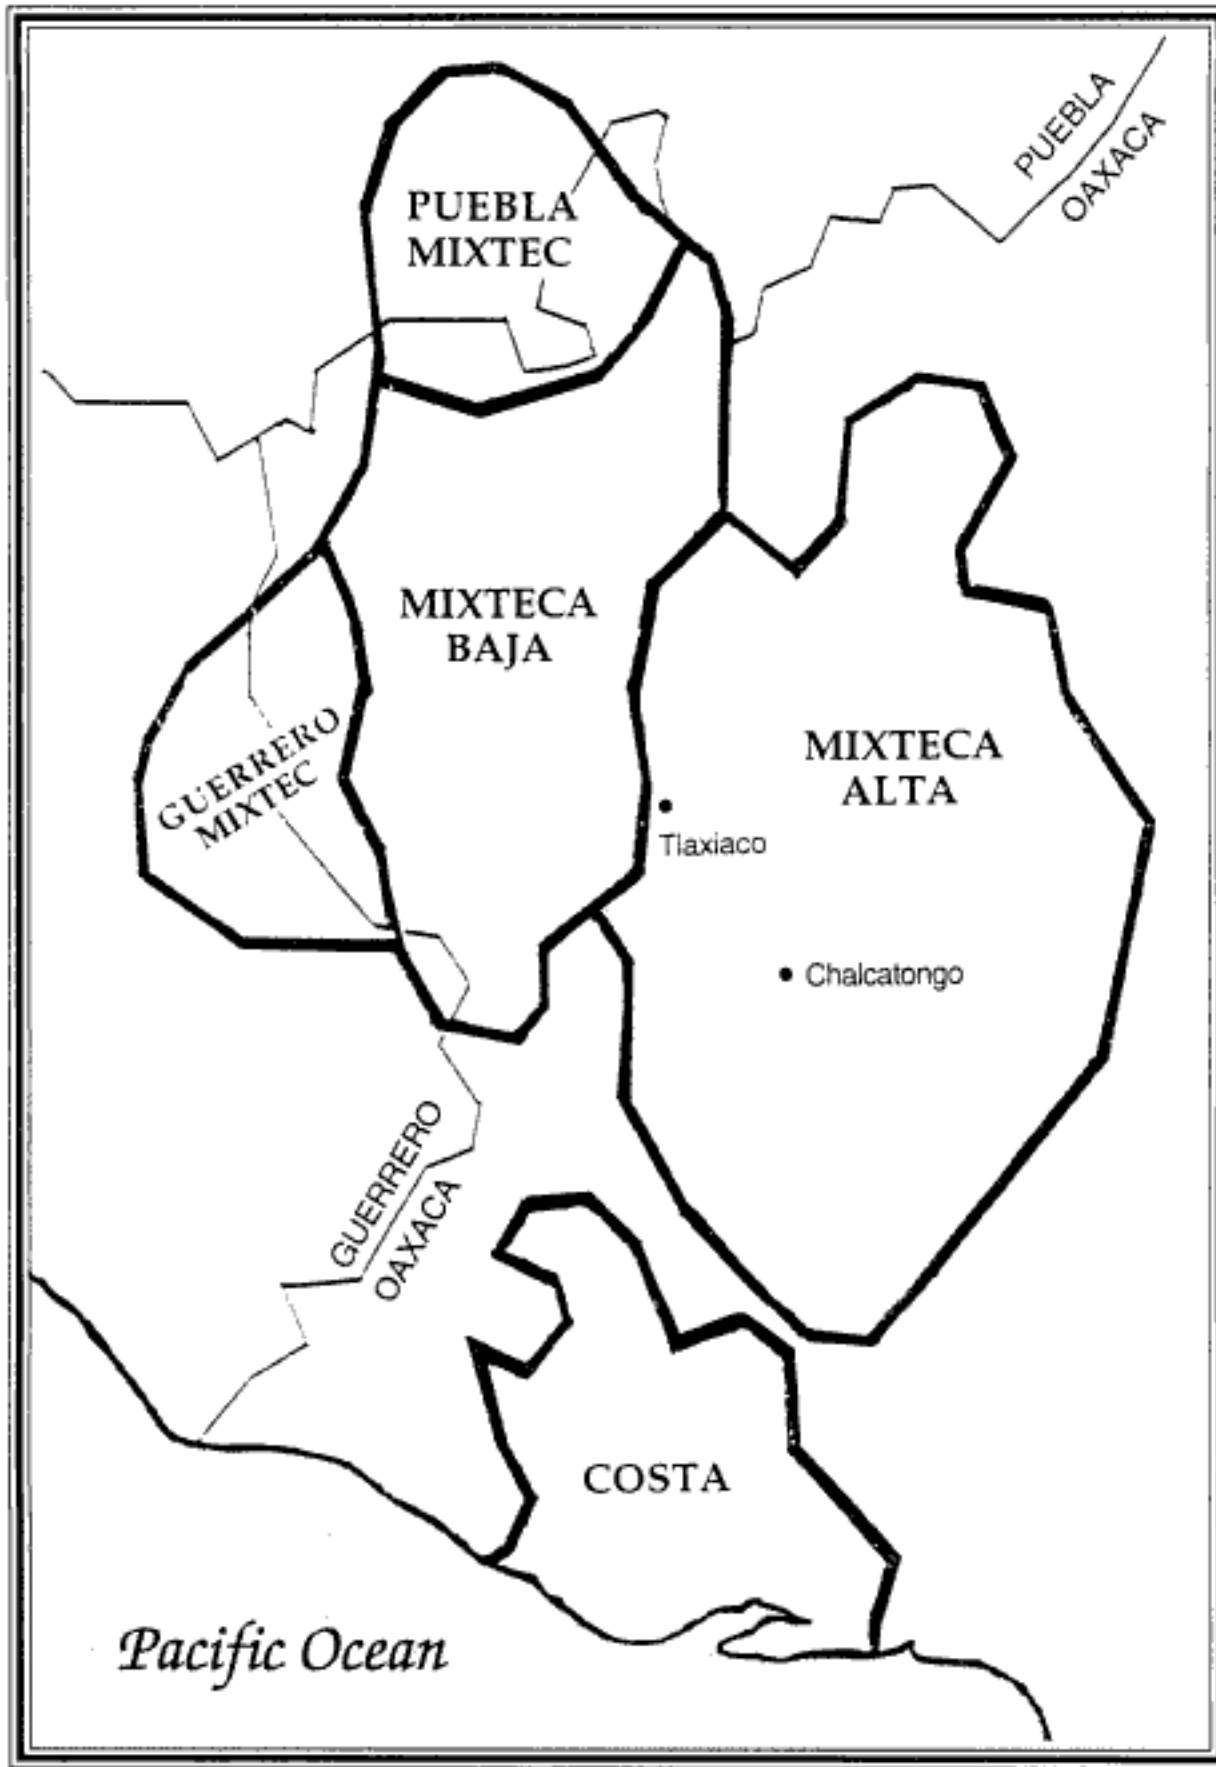 PUEBLA
OAXACA
PUEBLA
MIXTEC
MIXTECA
BAJA
GUERRERO
MIXTEC
MIXTECA
ALTA
Tlaxiaco
Chalcatongo
GUERRERO
OAXACA
COSTA
Pacific Ocean